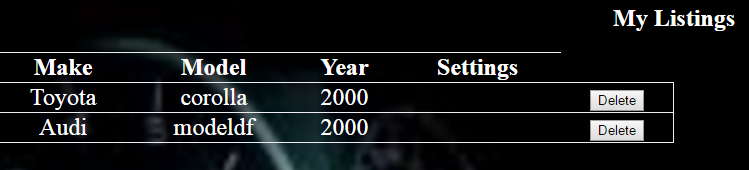 My Listings
Make Model Year Settings
Toyota corolla 2000 Delete
Audi modeldf 2000 Delete